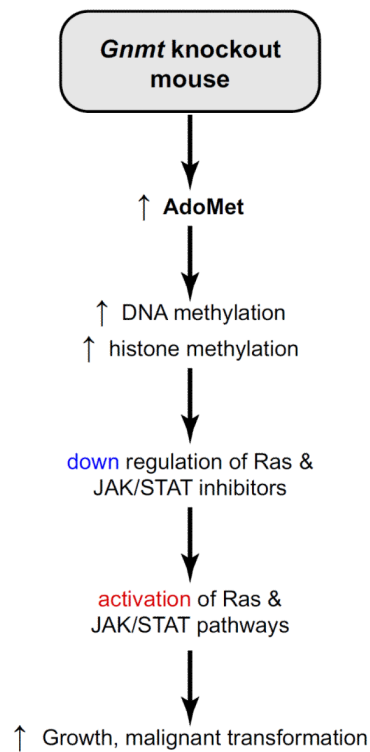 Gnmt knockout
mouse
↑ AdoMet
↑ DNA methylation
↑ histone methylation
down regulation of Ras &
JAK/STAT inhibitors
activation of Ras &
JAK/STAT pathways
↑ Growth, malignant transformation